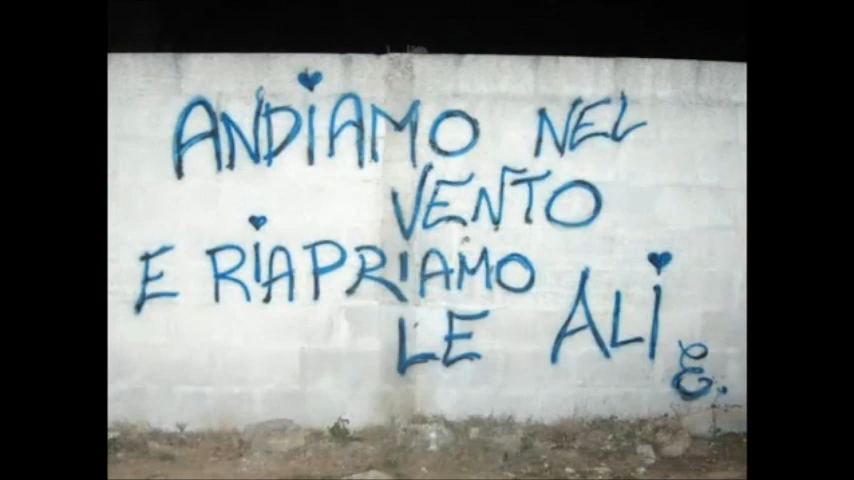 ANDIAMO NEL
VENTO
E RIAPRIAMO
LE ALI
E.